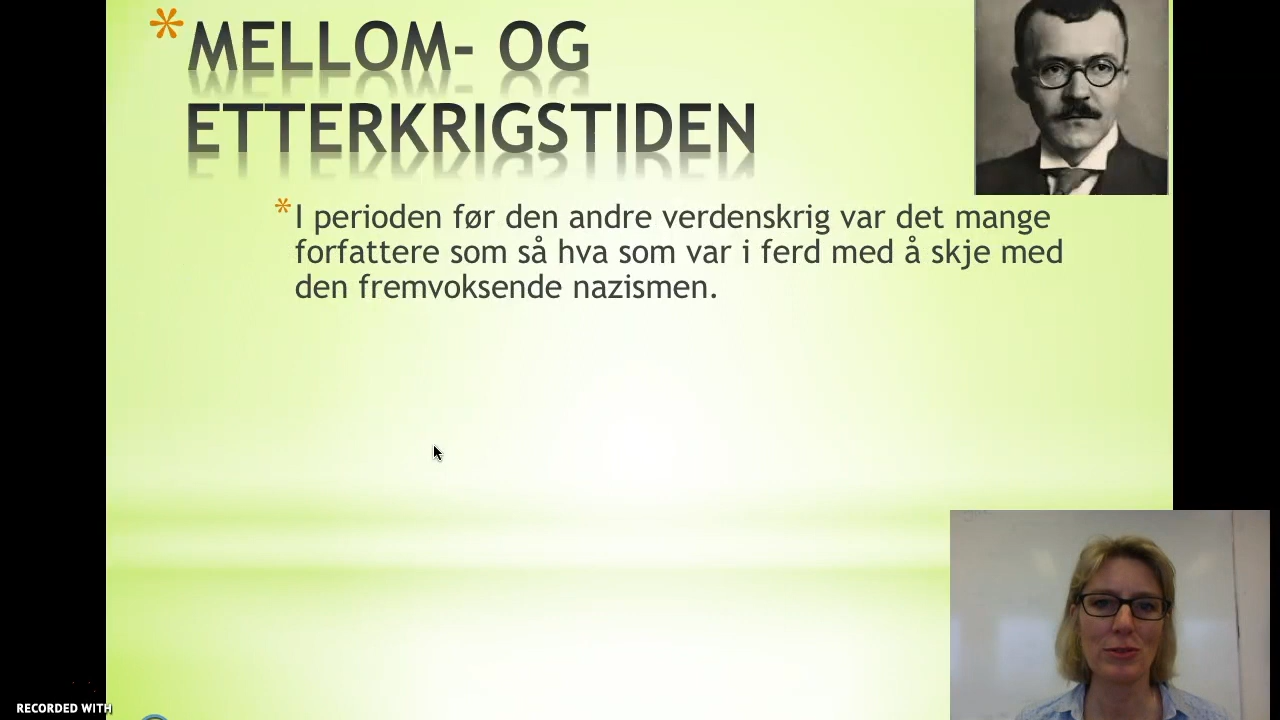 * MELLOM- OG
ETTERKRIGSTIDEN
* I perioden før den andre verdenskrig var det mange
forfattere som så hva som var i ferd med å skje med
den fremvoksende nazismen.
RECORDED WITH